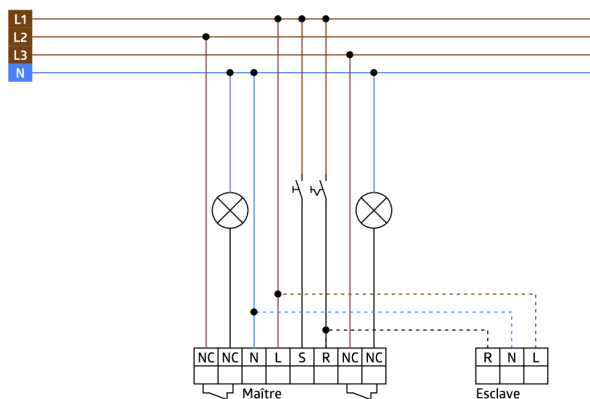 L1
L2
L3
N
NC NC N L S R NC NC
R N L
Maître
Esclave